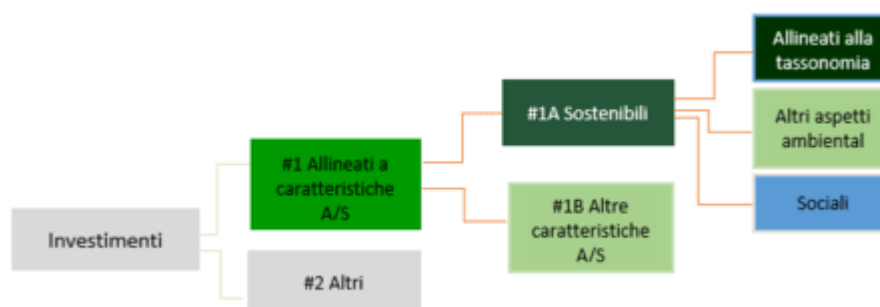 Investimenti
#1 Allineati a
caratteristiche
A/S
#2 Altri
#1A Sostenibili
#1B Altre
caratteristiche
A/S
Allineati alla
tassonomia
Altri aspetti
ambiental
Sociali